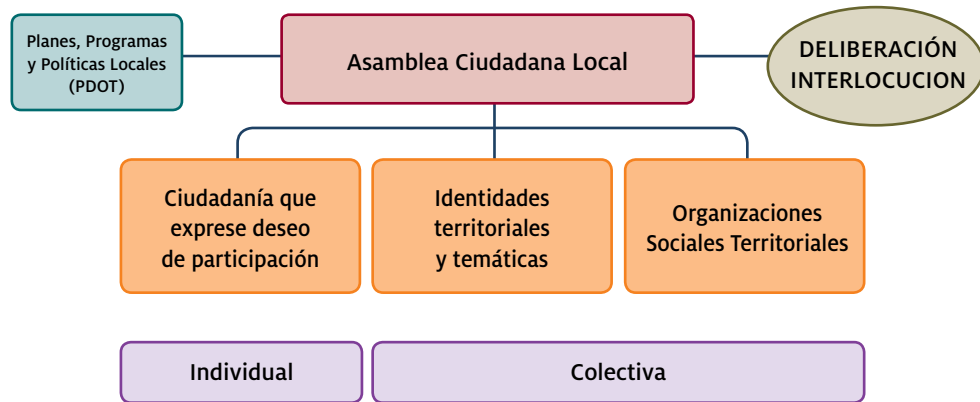 Planes, Programas
y Políticas Locales
(PDOT)
Asamblea Ciudadana Local
DELIBERACIÓN
INTERLOCUCION
Ciudadanía que
exprese deseo
de participación
Identidades
territoriales
y temáticas
Organizaciones
Sociales Territoriales
Individual
Colectiva